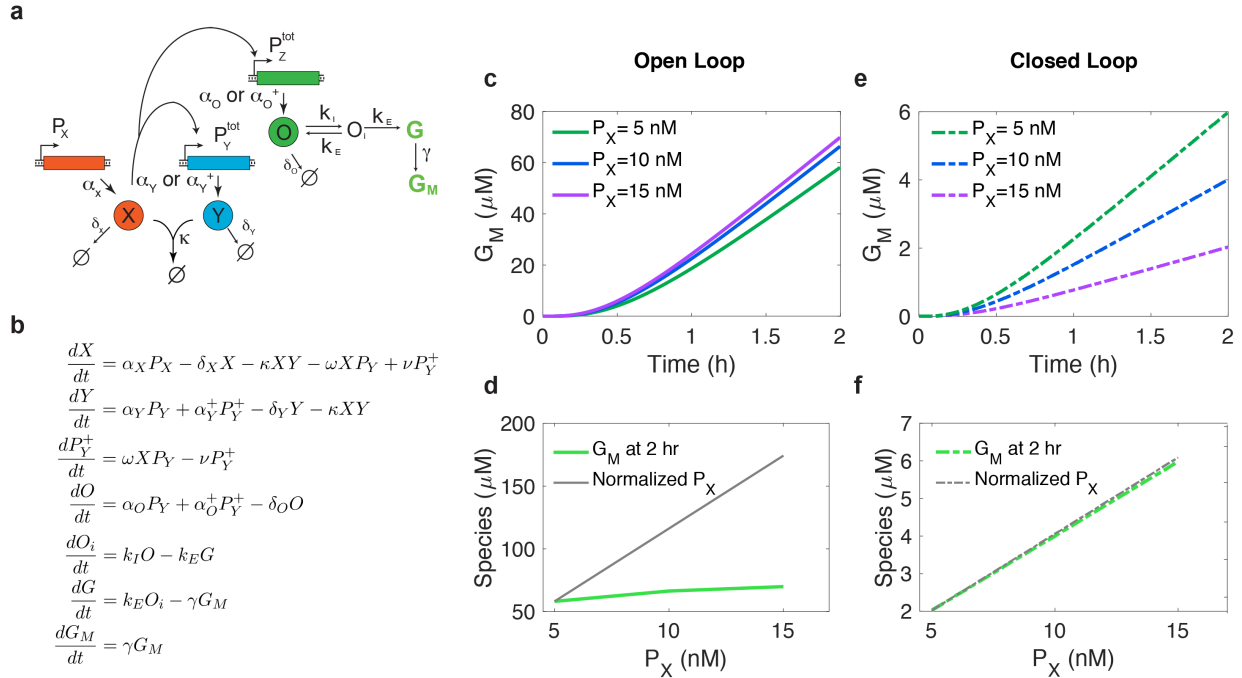 a
P_X
α_X
X
δ_X
∅
P_Y^tot
α_Y or α_Y^+
Y
δ_Y
∅
κ
∅
P_Z^tot
α_O or α_O^+
O
δ_O
∅
k_I
k_E
O_i
k_E
G
γ
G_M
b
dX/dt = α_X P_X − δ_X X − κXY − ωXP_Y + νP_Y^+
dY/dt = α_Y P_Y + α_Y^+ P_Y^+ − δ_Y Y − κXY
dP_Y^+/dt = ωXP_Y − νP_Y^+
dO/dt = α_O P_Y + α_O^+ P_Y^+ − δ_O O
dO_i/dt = k_I O − k_E G
dG/dt = k_E O_i − γG_M
dG_M/dt = γG_M
Open Loop
c
80
60
40
20
0
G_M (μM)
P_X= 5 nM
P_X=10 nM
P_X=15 nM
0
0.5
1
1.5
2
Time (h)
d
200
150
100
50
Species (μM)
G_M at 2 hr
Normalized P_X
5
10
15
P_X (nM)
Closed Loop
e
6
4
2
0
G_M (μM)
P_X= 5 nM
P_X=10 nM
P_X=15 nM
0
0.5
1
1.5
2
Time (h)
f
7
6
5
4
3
2
Species (μM)
G_M at 2 hr
Normalized P_X
5
10
15
P_X (nM)